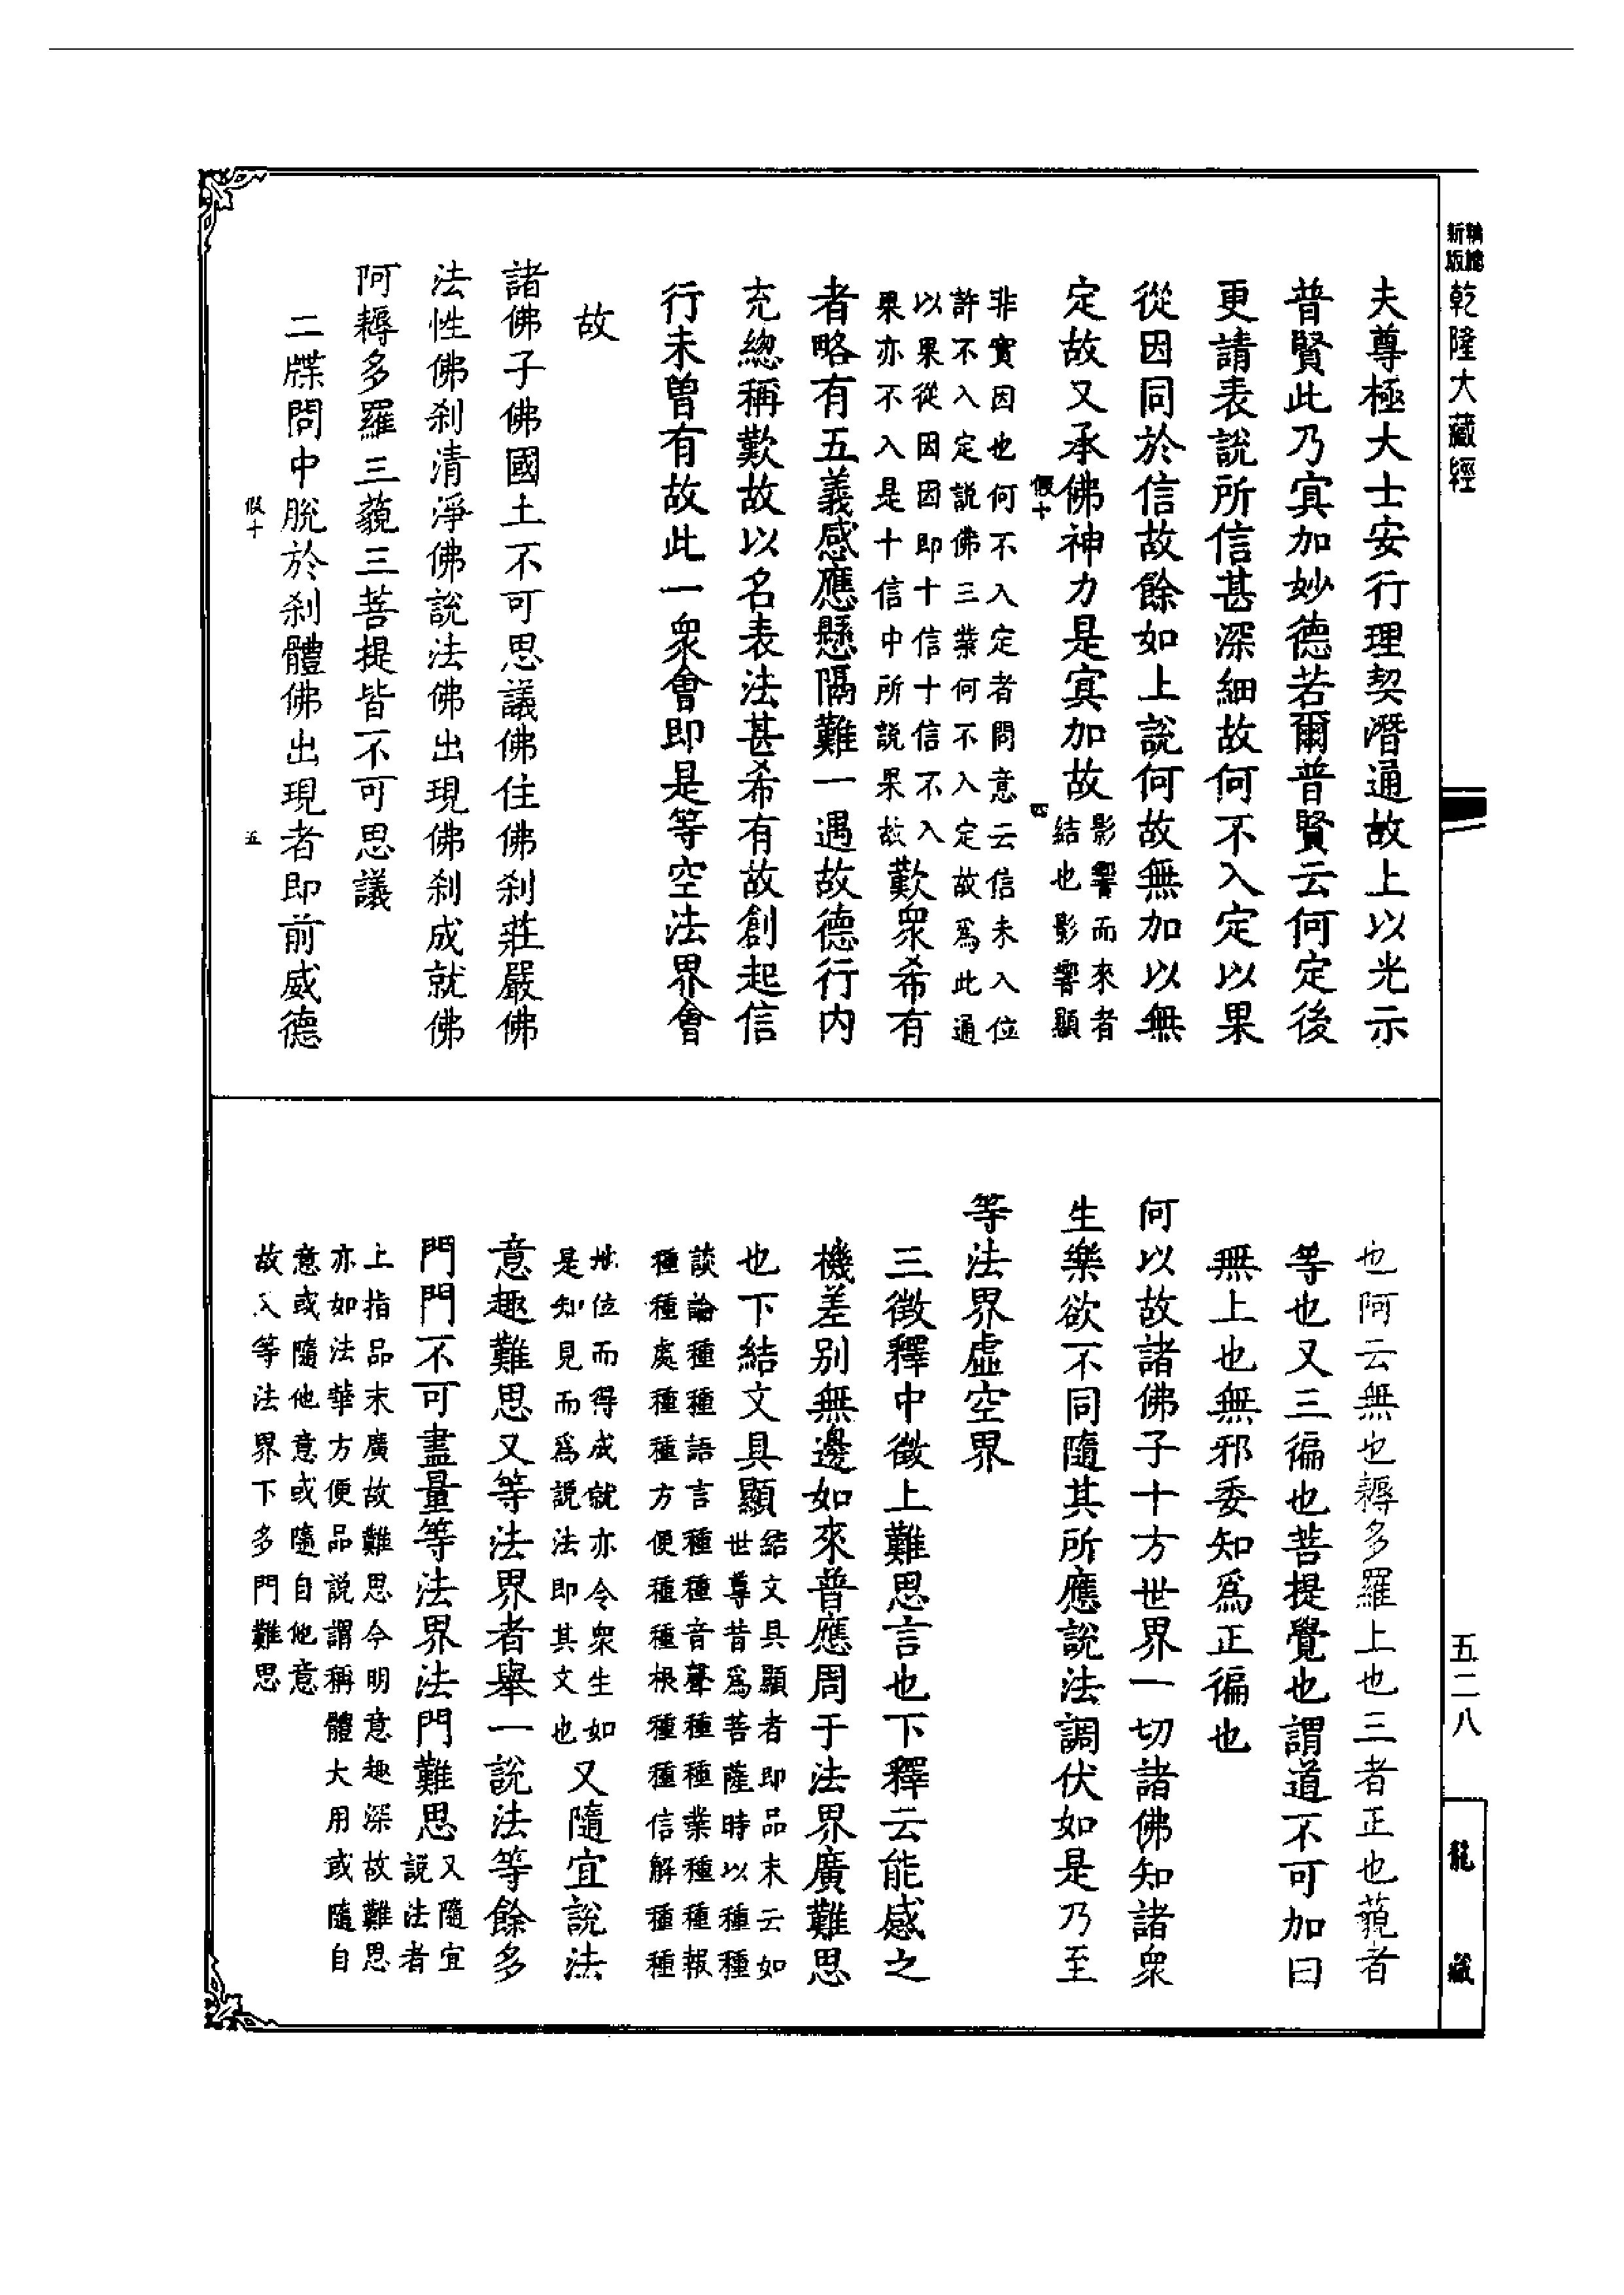 新版
乾隆大藏經
夫尊極大士安行理契潛通故上以光示
普賢此乃冥加妙德若爾普賢云何定後
更請表說所信甚深細故何不入定以果
從因同於信故餘如上說何故無加以無
定故又承佛神力是冥加故影響而來者
結也影響顯
假十
四
非實因也何不入定者問意云信未入位
許不入定說佛三業何不入定故為此通
以果從因因即十信十信不入
果亦不入是十信中所說果故歎眾希有
者略有五義感應懸隔難一遇故德行內
充總稱歎故以名表法甚希有故創起信
行未曾有故此一眾會即是等空法界會
故
諸佛子佛國土不可思議佛住佛剎莊嚴佛
法性佛剎清淨佛說法佛出現佛剎成就佛
阿耨多羅三藐三菩提皆不可思議
二牒問中脫於剎體佛出現者即前威德
假十
五
也阿云無也耨多羅上也三者正也藐者
等也又三徧也菩提覺也謂道不可加曰
無上也無邪委知為正徧也
何以故諸佛子十方世界一切諸佛知諸眾
生樂欲不同隨其所應說法調伏如是乃至
等法界虛空界
三徵釋中徵上難思言也下釋云能感之
機差別無邊如來普應周于法界廣難思
也下結文具顯結文具顯者即品末云如
世尊昔為菩薩時以種種
談論種種語言種種音聲種種業種種報
種種處種種方便種種根種種信解種種
地位而得成就亦令眾生如
是知見而為說法即其文也又隨宜說法
意趣難思又等法界者舉一說法等餘多
門門不可盡量等法界法門難思又隨宜
說法者
上指品末廣故難思今明意趣深故難思
亦如法華方便品說謂稱體大用或隨自
意或隨他意或隨自他意
故又等法界下多門難思
五二八
龍
藏